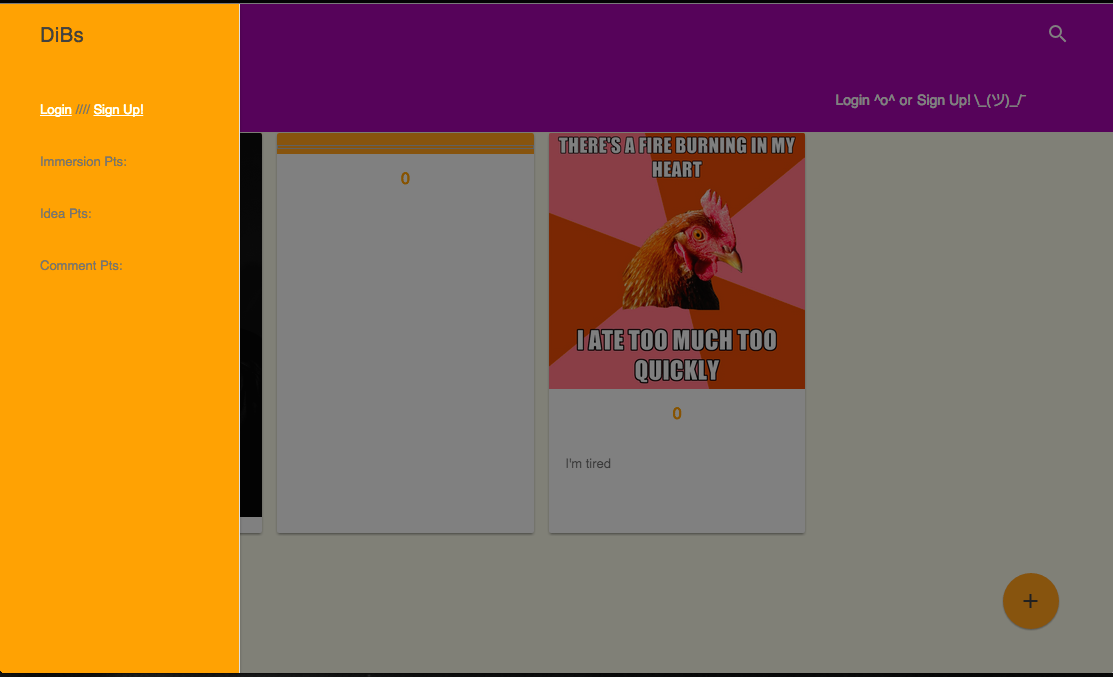 DiBs
Login //// Sign Up!
Immersion Pts:
Idea Pts:
Comment Pts:
Login ^o^ or Sign Up! \_(ツ)_/¯
0
THERE'S A FIRE BURNING IN MY
HEART
I ATE TOO MUCH TOO
QUICKLY
0
I'm tired
+